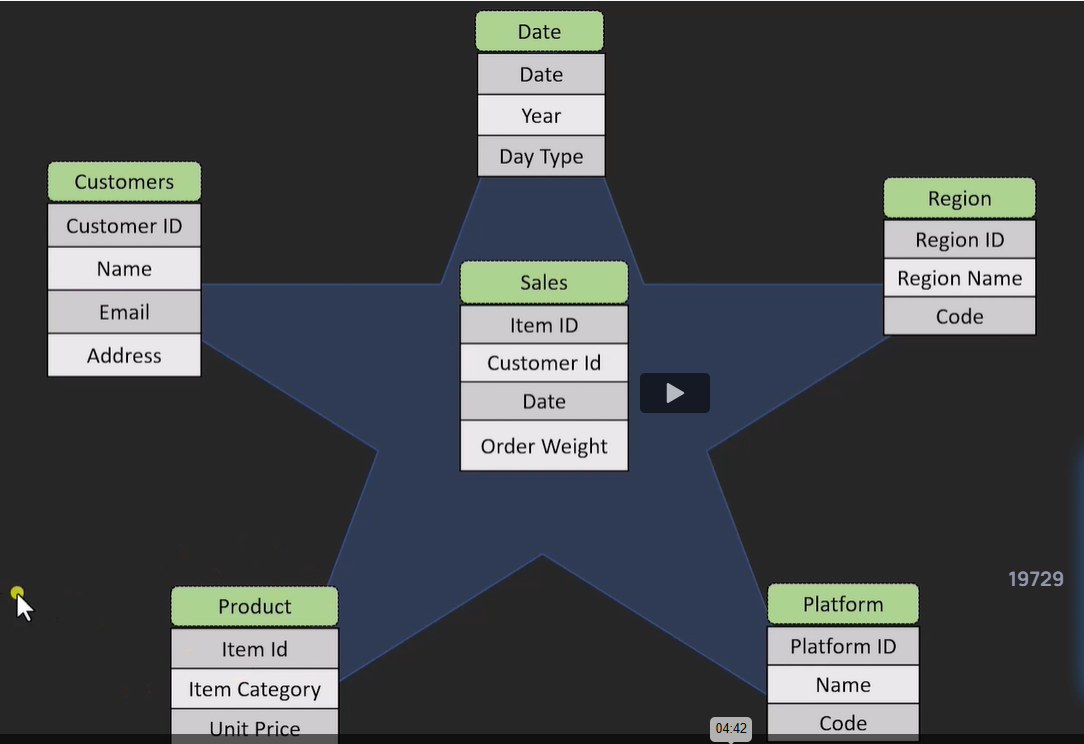 Date
Date
Year
Day Type
Customers
Customer ID
Name
Email
Address
Region
Region ID
Region Name
Code
Sales
Item ID
Customer Id
Date
Order Weight
19729
Product
Item Id
Item Category
Unit Price
Platform
Platform ID
Name
Code
04:42